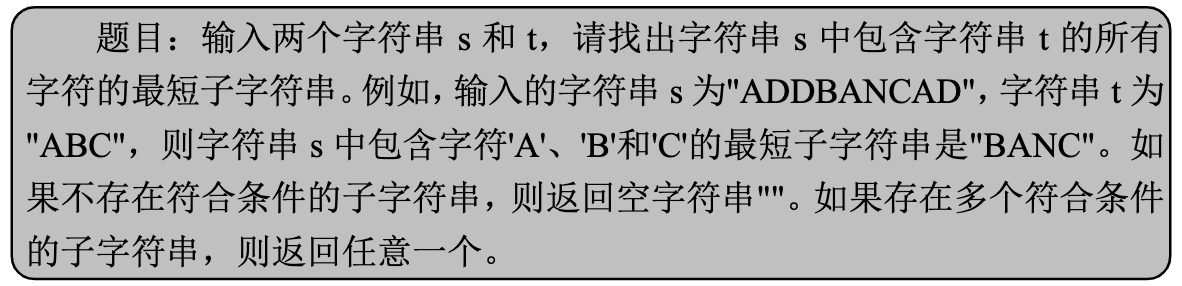 题目：输入两个字符串 s 和 t，请找出字符串 s 中包含字符串 t 的所有
字符的最短子字符串。例如，输入的字符串 s 为"ADDBANCAD"，字符串 t 为
"ABC"，则字符串 s 中包含字符'A'、'B'和'C'的最短子字符串是"BANC"。如
果不存在符合条件的子字符串，则返回空字符串""。如果存在多个符合条件
的子字符串，则返回任意一个。